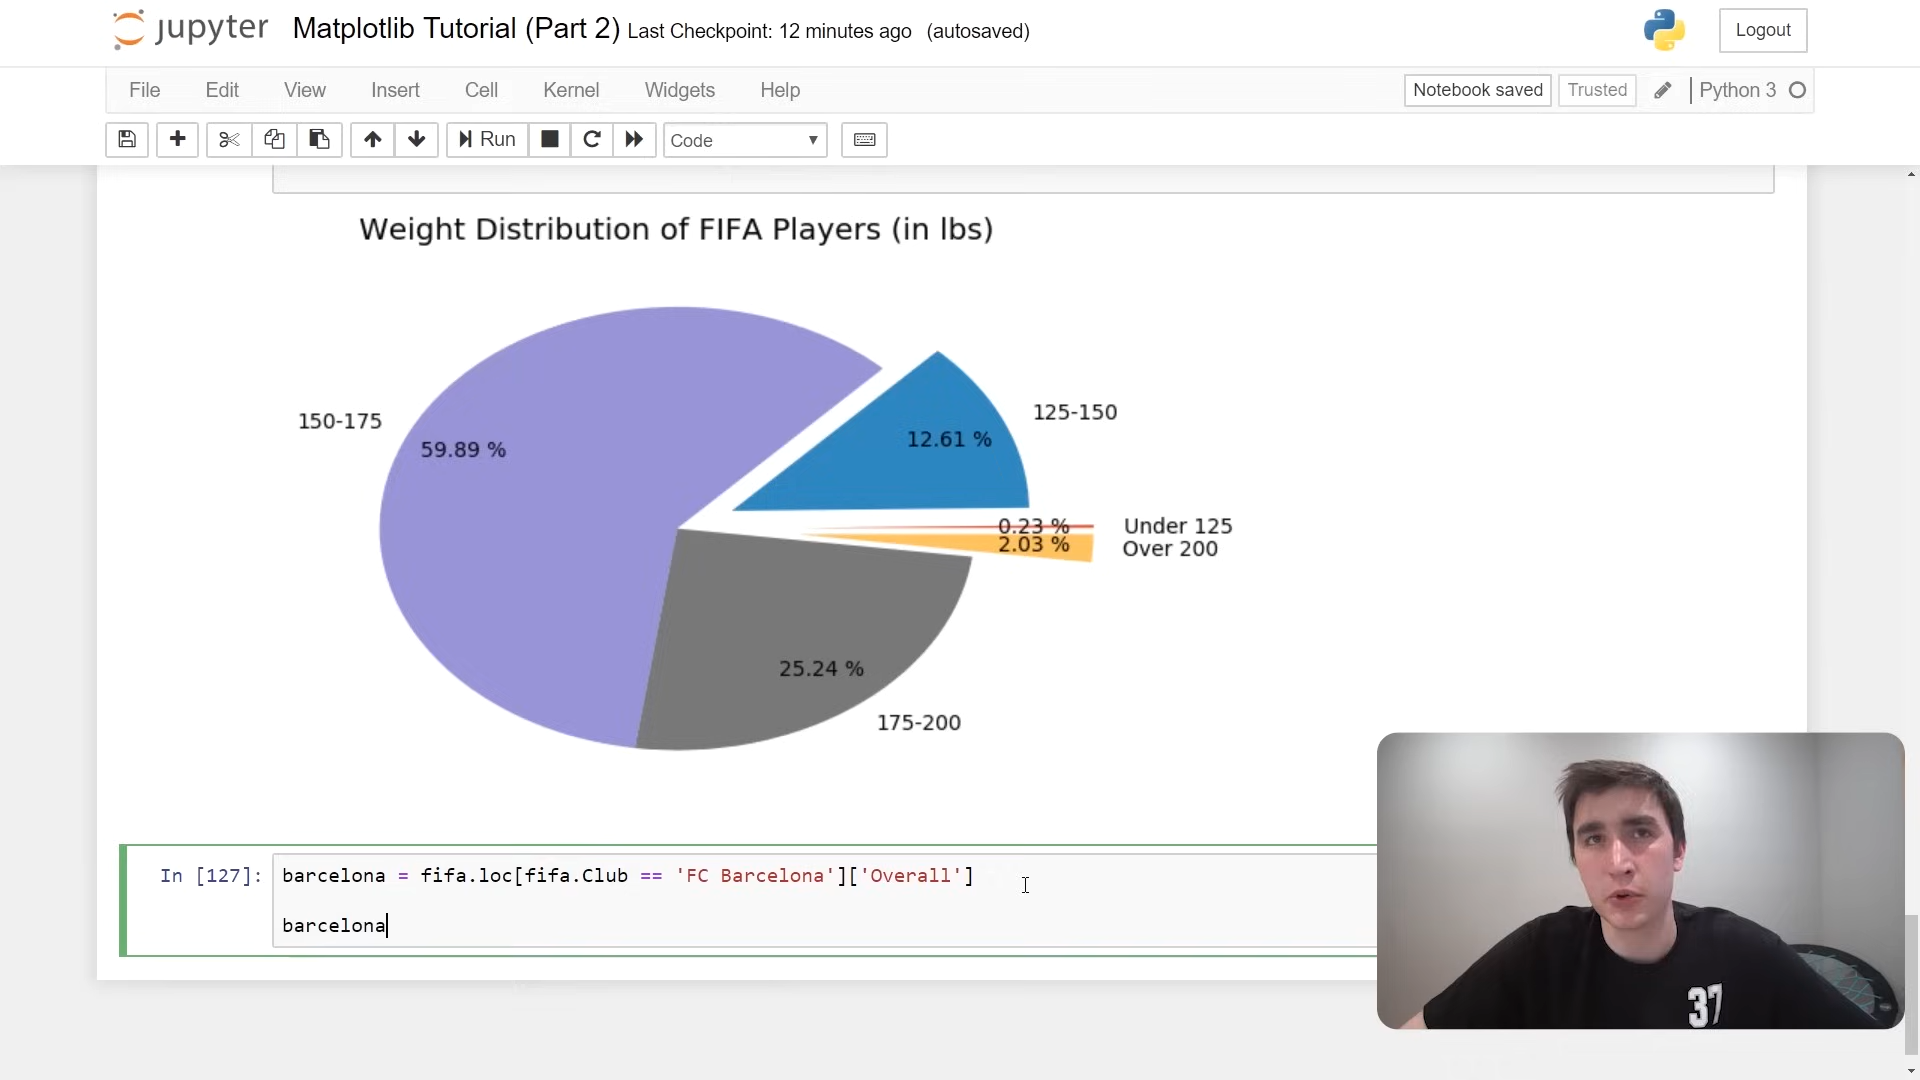 jupyter Matplotlib Tutorial (Part 2) Last Checkpoint: 12 minutes ago (autosaved) Logout
File Edit View Insert Cell Kernel Widgets Help Notebook saved Trusted Python 3
Run Code
Weight Distribution of FIFA Players (in lbs)
150-175
59.89 %
125-150
12.61 %
0.23 % Under 125
2.03 % Over 200
25.24 %
175-200
In [127]: barcelona = fifa.loc[fifa.Club == 'FC Barcelona']['Overall']
barcelona
37